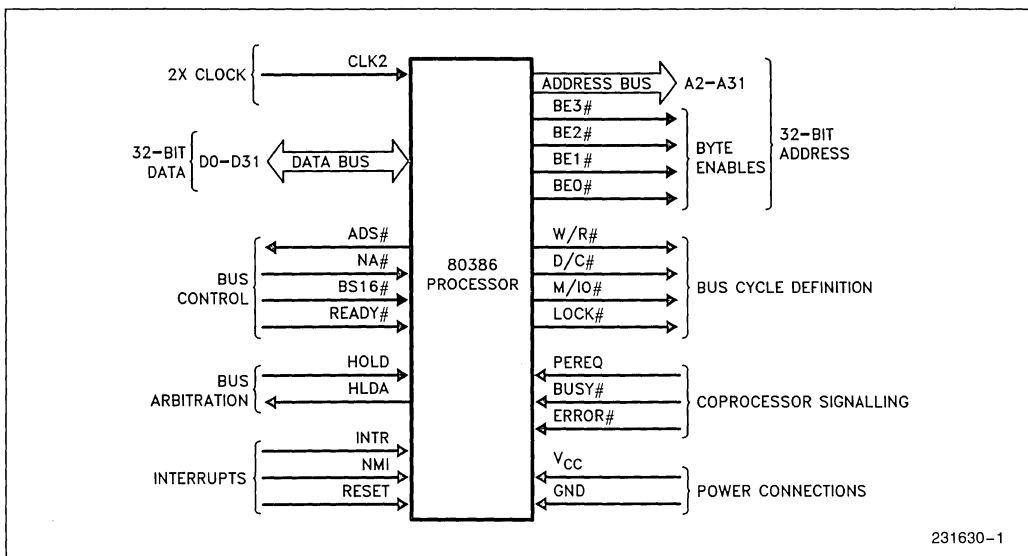 2X CLOCK
CLK2
32-BIT
DATA
D0-D31
DATA BUS
BUS
CONTROL
ADS#
NA#
BS16#
READY#
BUS
ARBITRATION
HOLD
HLDA
INTERRUPTS
INTR
NMI
RESET
80386
PROCESSOR
ADDRESS BUS
A2-A31
BE3#
BE2#
BE1#
BE0#
BYTE
ENABLES
32-BIT
ADDRESS
W/R#
D/C#
M/IO#
LOCK#
BUS CYCLE DEFINITION
PEREQ
BUSY#
ERROR#
COPROCESSOR SIGNALLING
VCC
GND
POWER CONNECTIONS
231630-1